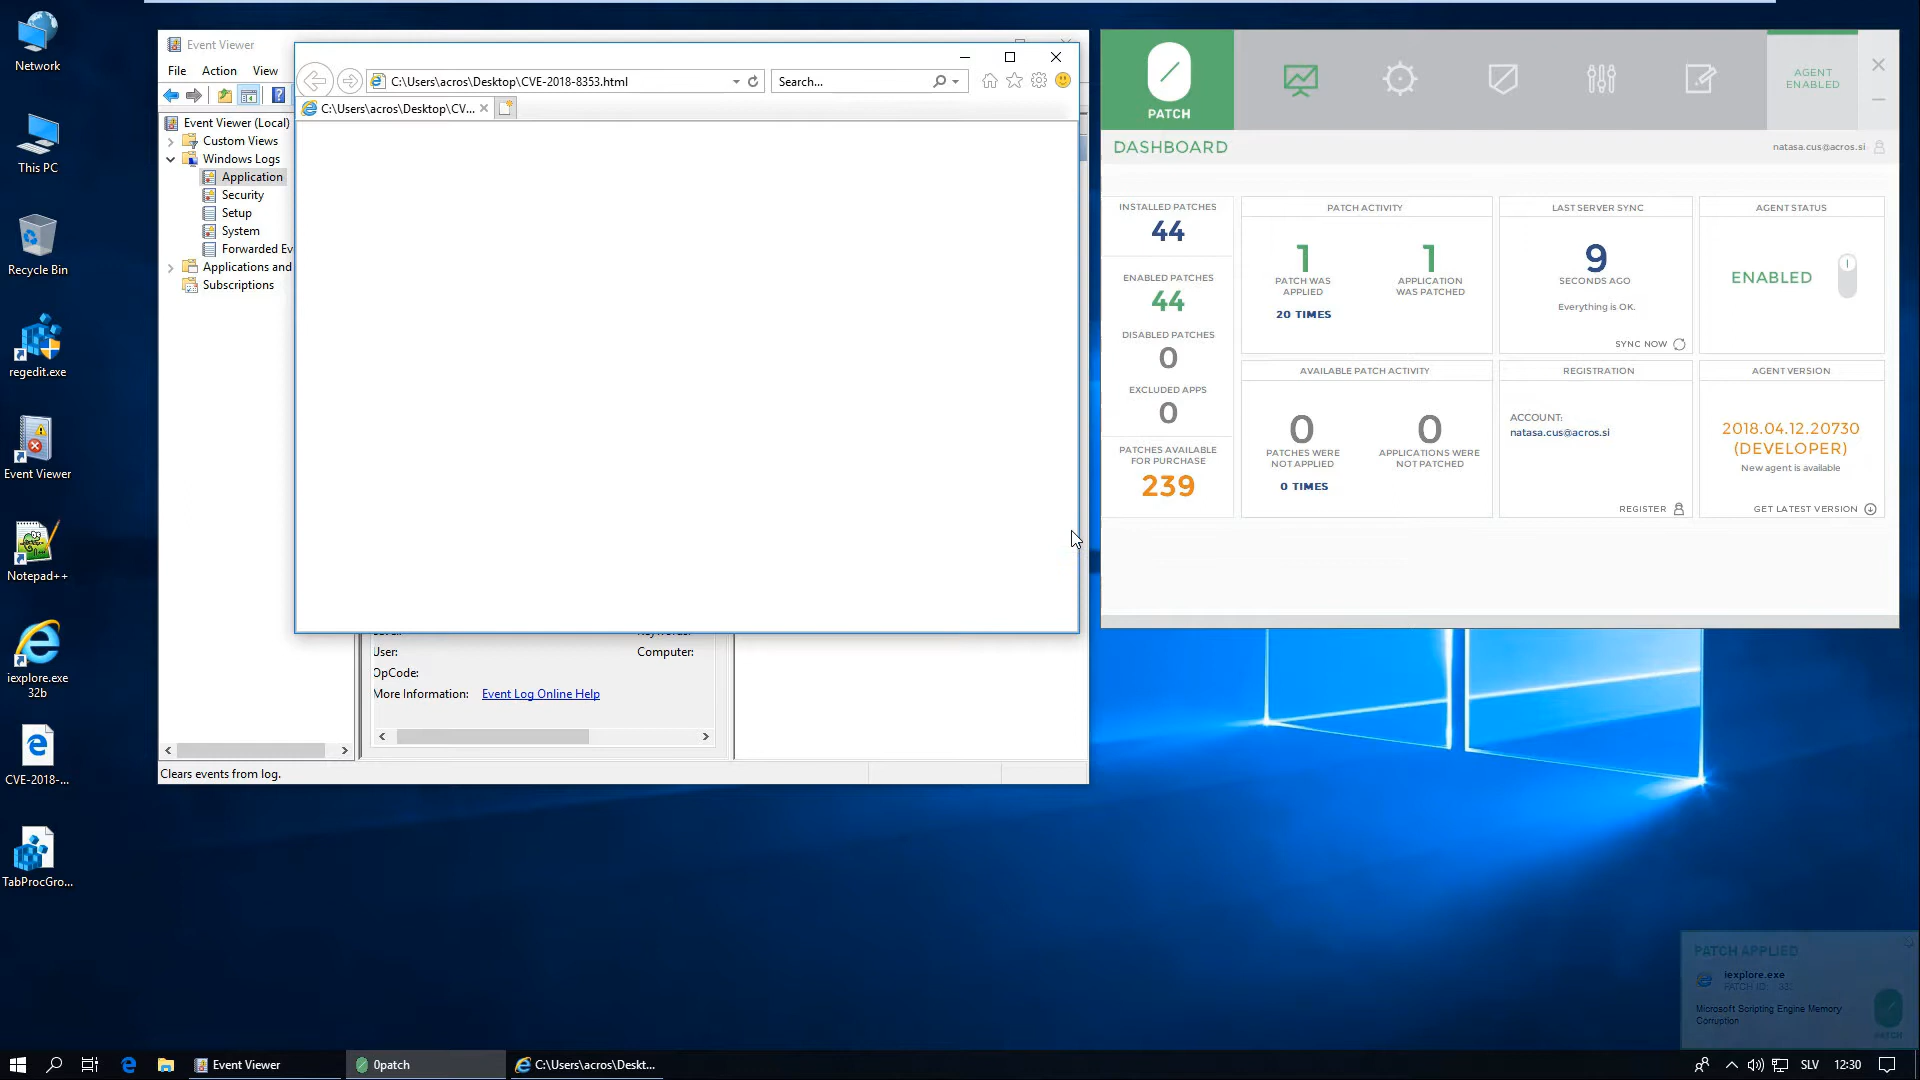 Network
This PC
Recycle Bin
regedit.exe
Event Viewer
Notepad++
iexplore.exe
32b
CVE-2018-...
TabProcGro...
Event Viewer
File Action View
Event Viewer (Local)
Custom Views
Windows Logs
Application
Security
Setup
System
Forwarded Ev
Applications and
Subscriptions
C:\Users\acros\Desktop\CVE-2018-8353.html
Search...
C:\Users\acros\Desktop\CV...
User:
Computer:
OpCode:
More Information: Event Log Online Help
Clears events from log.
PATCH
AGENT
ENABLED
DASHBOARD
natasa.cus@acros.si
INSTALLED PATCHES
44
ENABLED PATCHES
44
DISABLED PATCHES
0
EXCLUDED APPS
0
PATCHES AVAILABLE
FOR PURCHASE
239
PATCH ACTIVITY
1
PATCH WAS
APPLIED
20 TIMES
1
APPLICATION
WAS PATCHED
LAST SERVER SYNC
9
SECONDS AGO
Everything is OK.
SYNC NOW
AGENT STATUS
ENABLED
AVAILABLE PATCH ACTIVITY
0
PATCHES WERE
NOT APPLIED
0 TIMES
0
APPLICATIONS WERE
NOT PATCHED
REGISTRATION
ACCOUNT:
natasa.cus@acros.si
REGISTER
AGENT VERSION
2018.04.12.20730
(DEVELOPER)
New agent is available
GET LATEST VERSION
PATCH APPLIED
iexplore.exe
PATCH ID:
Microsoft Scripting Engine Memory
Corruption
Event Viewer
0patch
C:\Users\acros\Deskt...
SLV
12:30